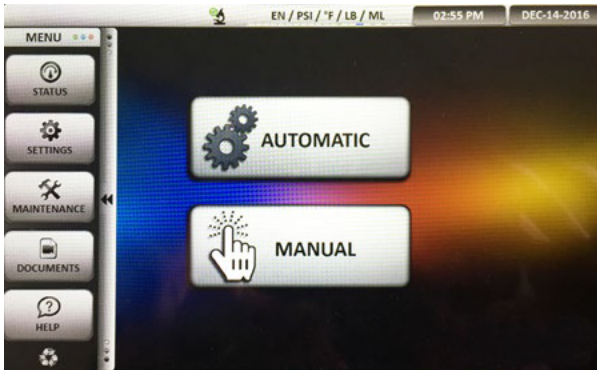 EN / PSI / °F / LB / ML
02:55 PM
DEC-14-2016
MENU
STATUS
SETTINGS
MAINTENANCE
DOCUMENTS
HELP
AUTOMATIC
MANUAL